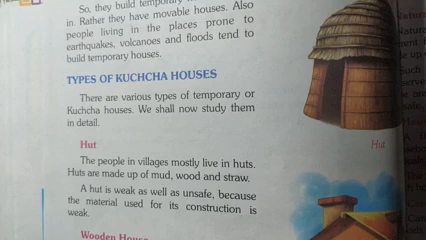 So, they build temporary
in. Rather they have movable houses. Also
people living in the places prone to
earthquakes, volcanoes and floods tend to
build temporary houses.
TYPES OF KUCHCHA HOUSES
There are various types of temporary or
Kuchcha houses. We shall now study them
in detail.
Hut
The people in villages mostly live in huts.
Huts are made up of mud, wood and straw.
A hut is weak as well as unsafe, because
the material used for its construction is
weak.
Wooden House
Hut